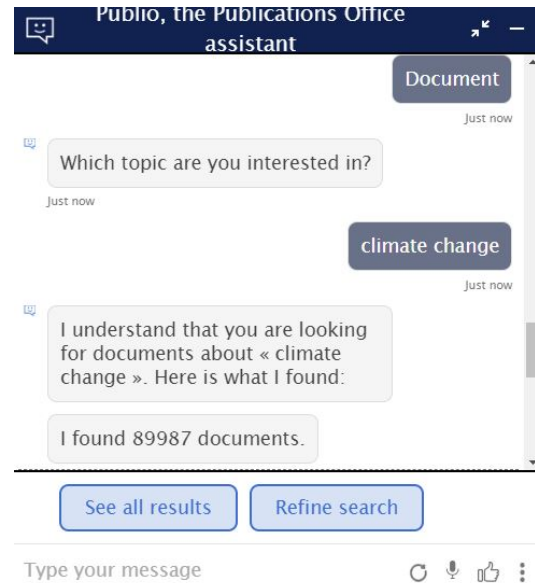 Publio, the Publications Office
assistant
Document
Just now
Which topic are you interested in?
Just now
climate change
Just now
I understand that you are looking
for documents about « climate
change ». Here is what I found:
I found 89987 documents.
See all results
Refine search
Type your message